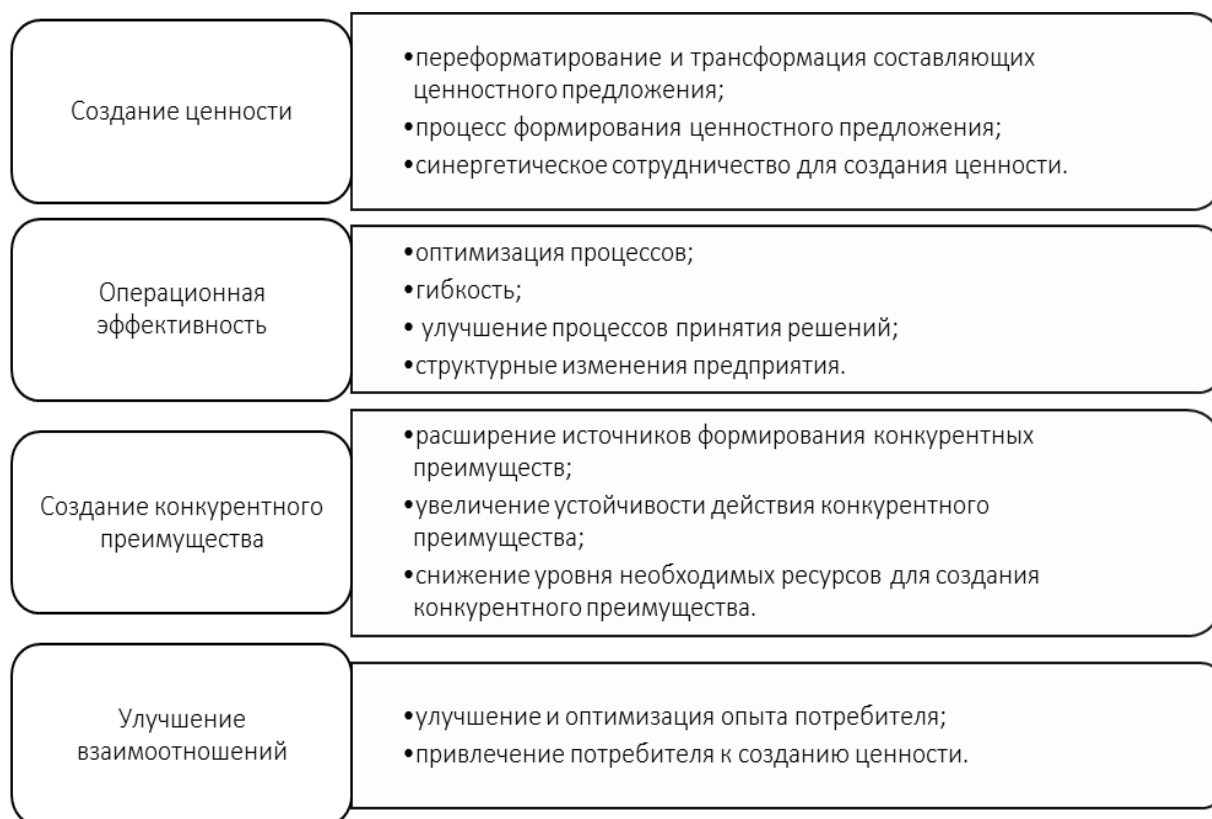 Создание ценности
•переформатирование и трансформация составляющих
ценностного предложения;
•процесс формирования ценностного предложения;
•синергетическое сотрудничество для создания ценности.
Операционная
эффективность
•оптимизация процессов;
•гибкость;
• улучшение процессов принятия решений;
•структурные изменения предприятия.
Создание конкурентного
преимущества
•расширение источников формирования конкурентных
преимуществ;
•увеличение устойчивости действия конкурентного
преимущества;
•снижение уровня необходимых ресурсов для создания
конкурентного преимущества.
Улучшение
взаимоотношений
•улучшение и оптимизация опыта потребителя;
•привлечение потребителя к созданию ценности.